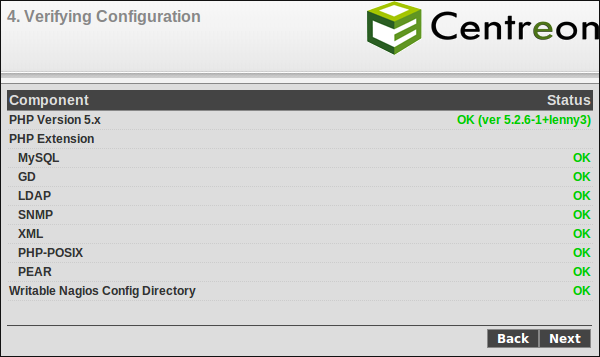 4. Verifying Configuration
Centreon
Component Status
PHP Version 5.x OK (ver 5.2.6-1+lenny3)
PHP Extension
MySQL OK
GD OK
LDAP OK
SNMP OK
XML OK
PHP-POSIX OK
PEAR OK
Writable Nagios Config Directory OK
Back Next